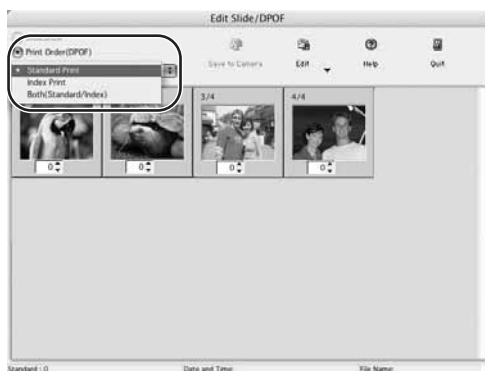 Edit Slide/DPOF
Print Order(DPOF)
Standard Print
Index Print
Both(Standard/Index)
Save to Camera
Edit
Help
Quit
3/4
4/4
0
0
0
0
Standard : 0
Date and Time:
File Name: